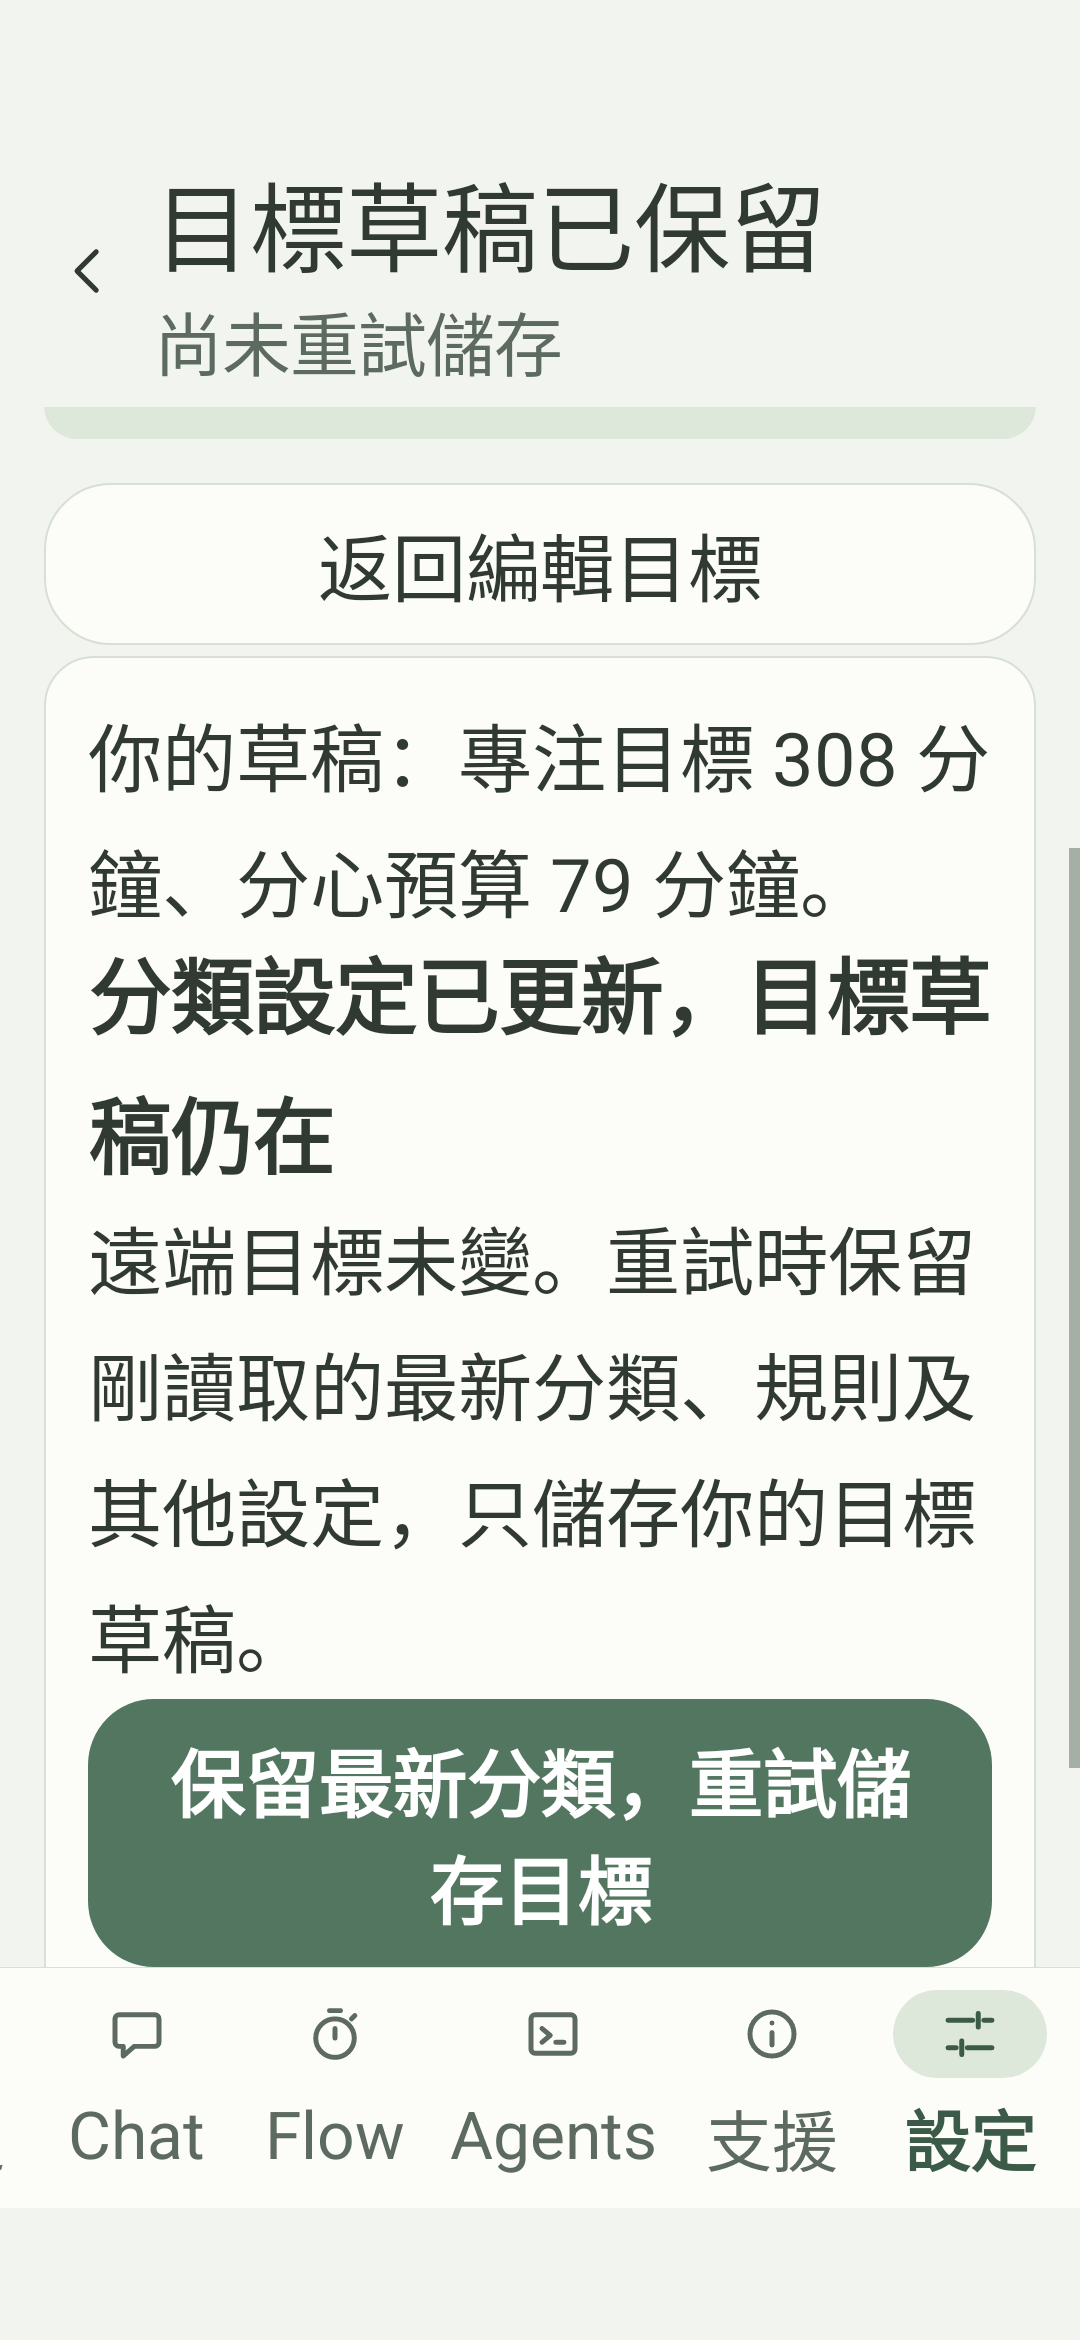 目標草稿已保留
尚未重試儲存
返回編輯目標
你的草稿：專注目標 308 分
鐘、分心預算 79 分鐘。
分類設定已更新，目標草
稿仍在
遠端目標未變。重試時保留
剛讀取的最新分類、規則及
其他設定，只儲存你的目標
草稿。
保留最新分類，重試儲
存目標
Chat
Flow
Agents
支援
設定